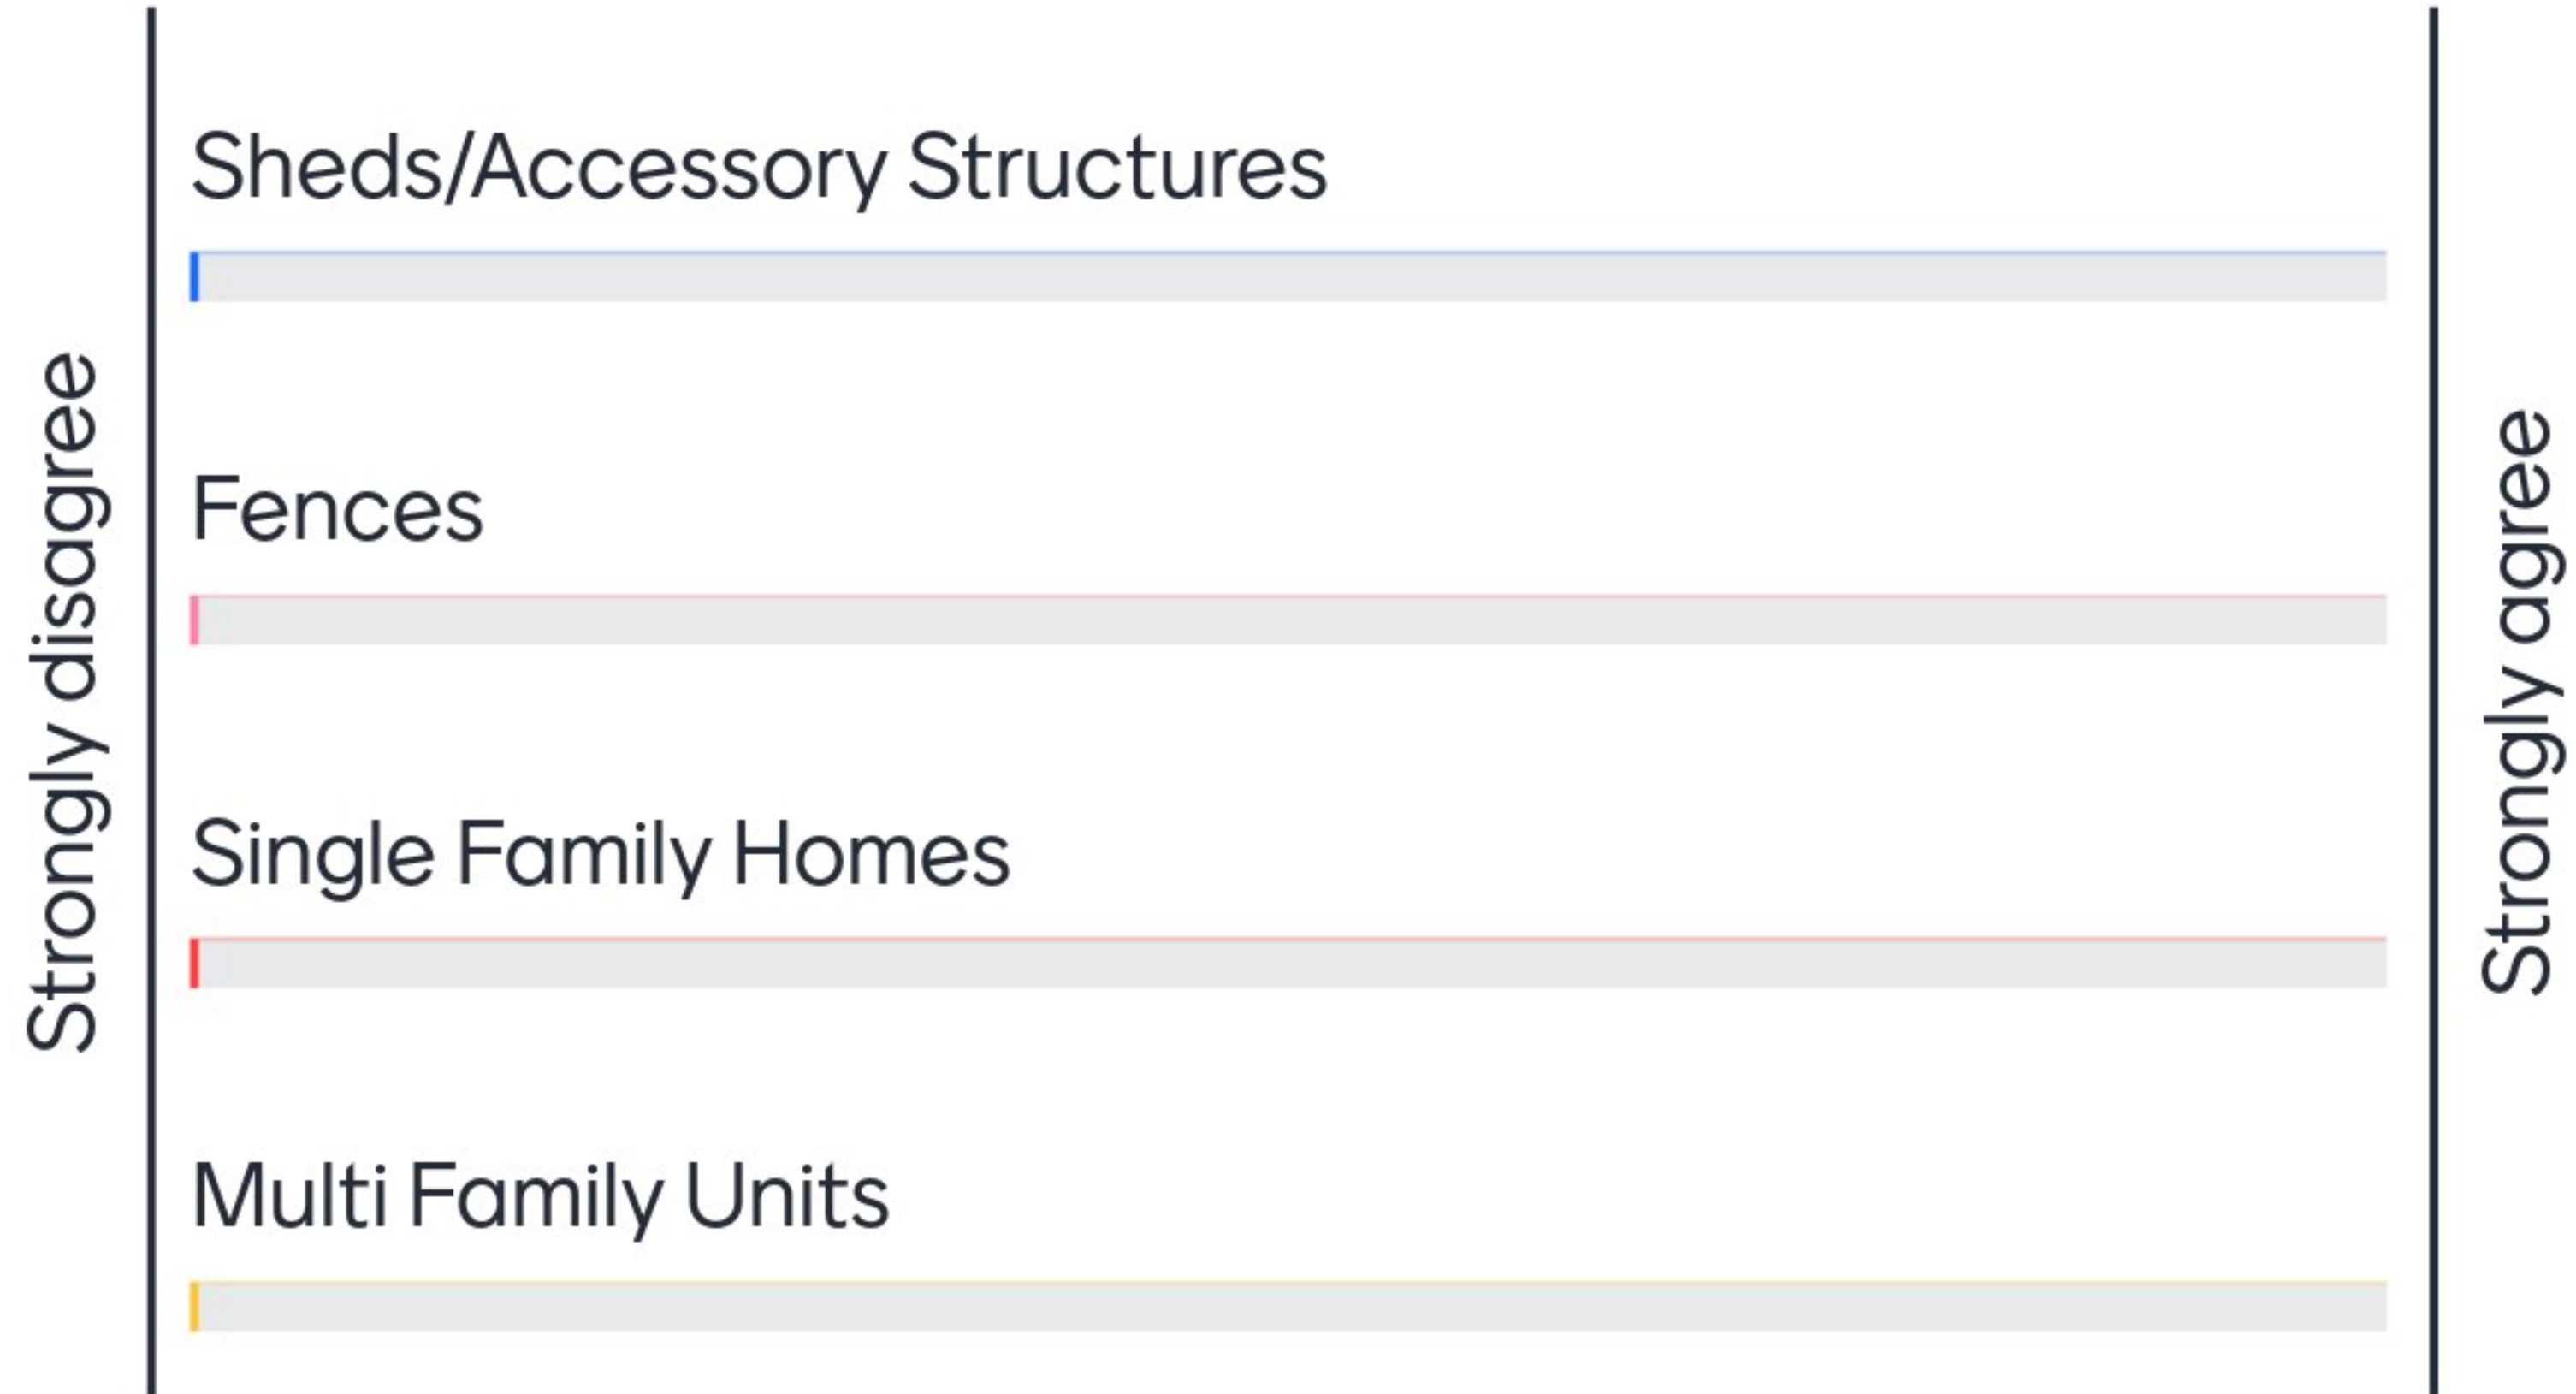 Strongly disagree
Sheds/Accessory Structures
Fences
Single Family Homes
Multi Family Units
Strongly agree